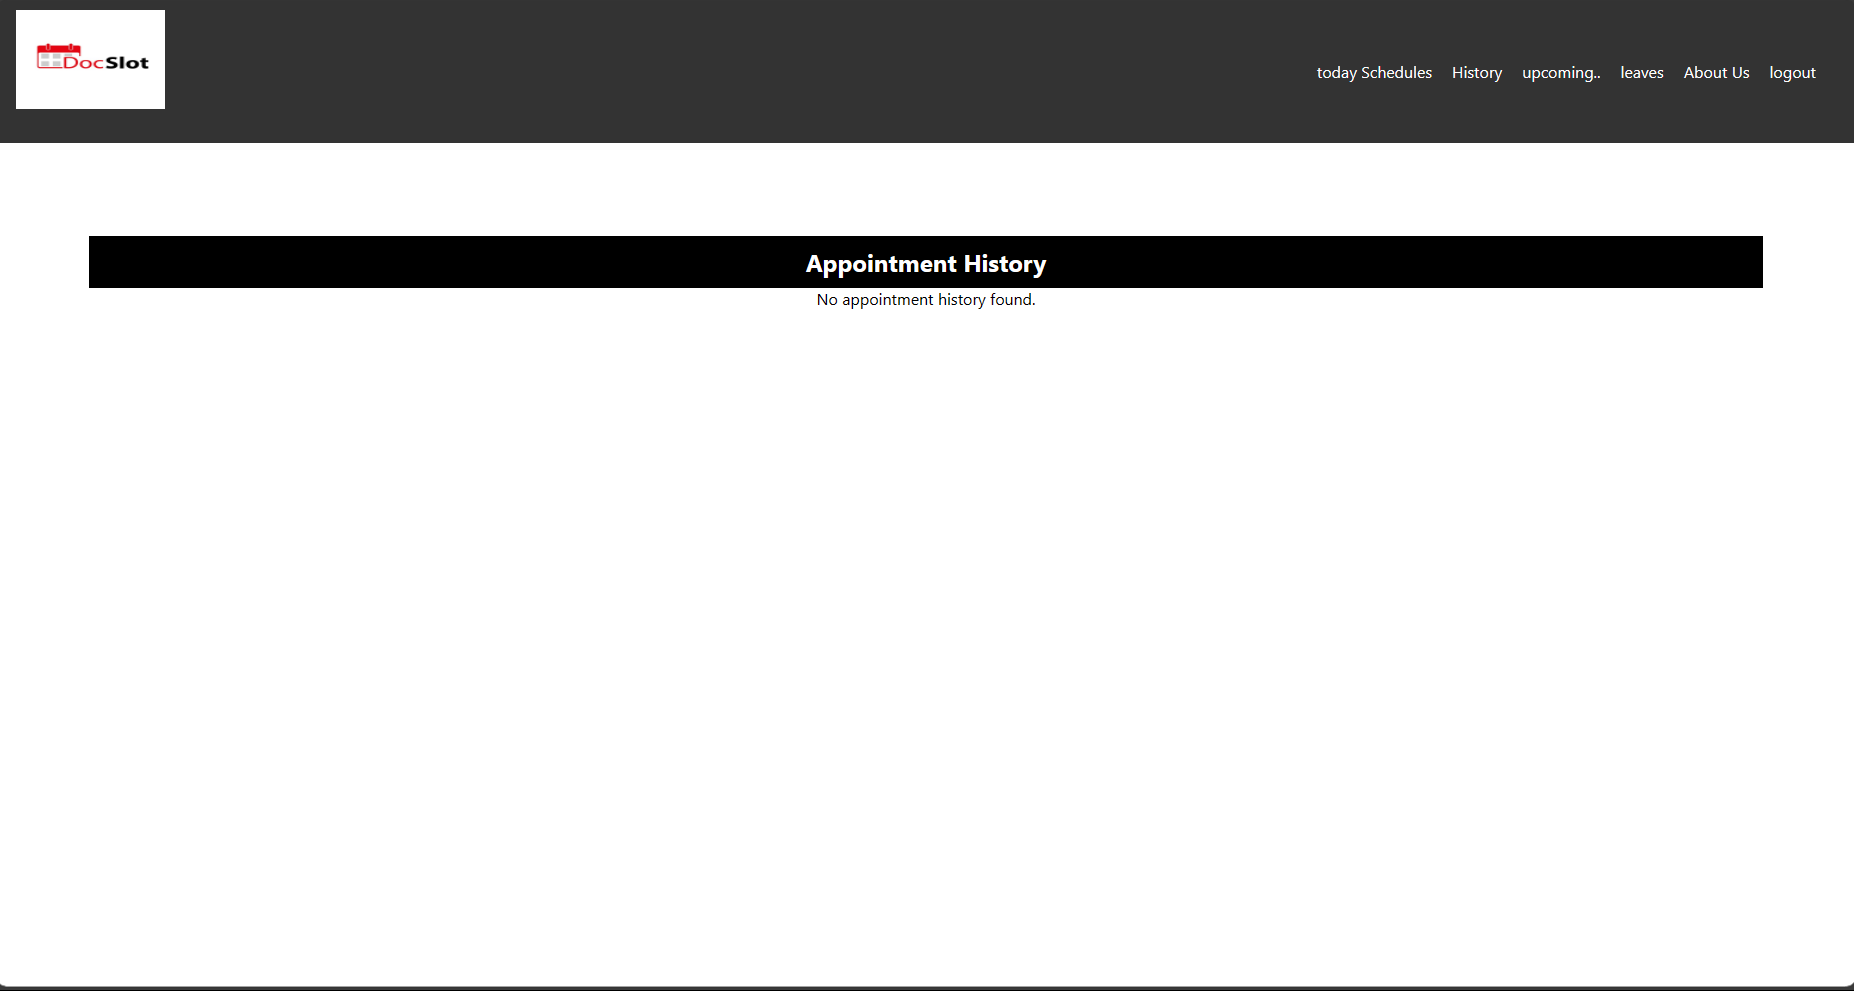 DocSlot
today Schedules History upcoming.. leaves About Us logout
Appointment History
No appointment history found.